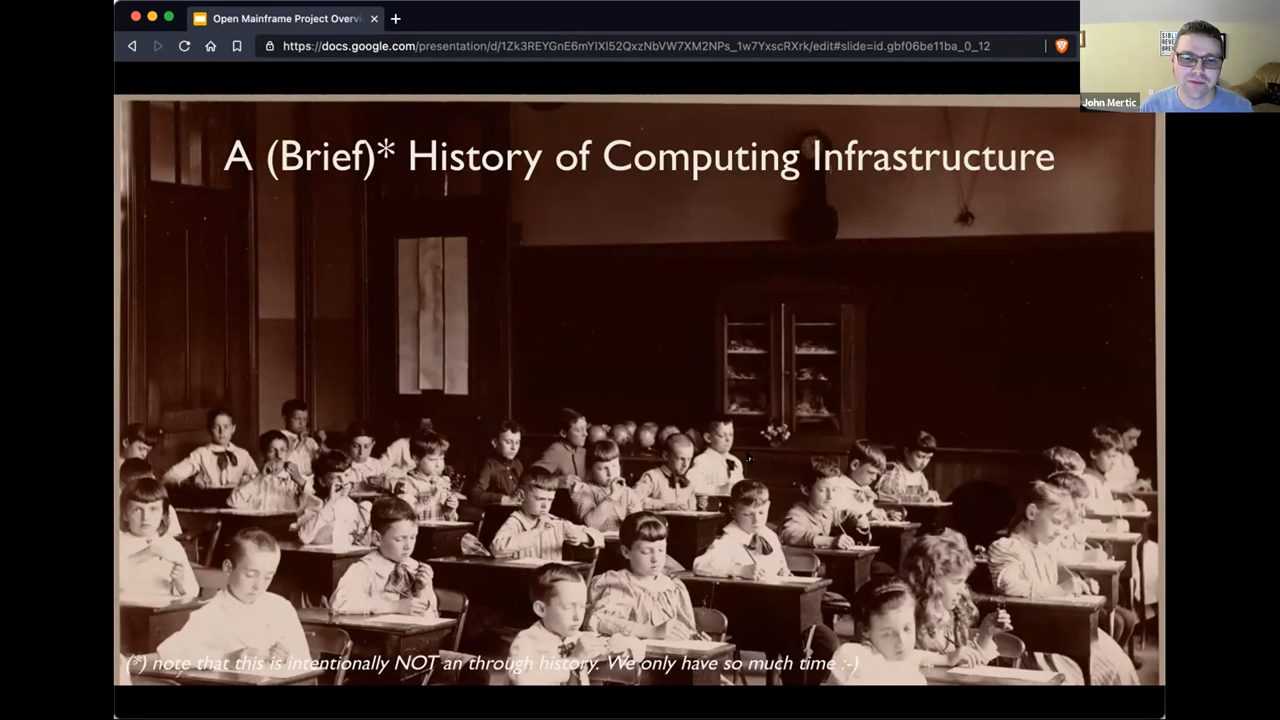 Open Mainframe Project Overvi
https://docs.google.com/presentation/d/1Zk3REYGnE6mYIXl52QxzNbVW7XM2NPs_1w7YxscRXrk/edit#slide=id.gbf06be11ba_0_12
John Mertic
A (Brief)* History of Computing Infrastructure
(*) note that this is intentionally NOT an through history. We only have so much time :-)